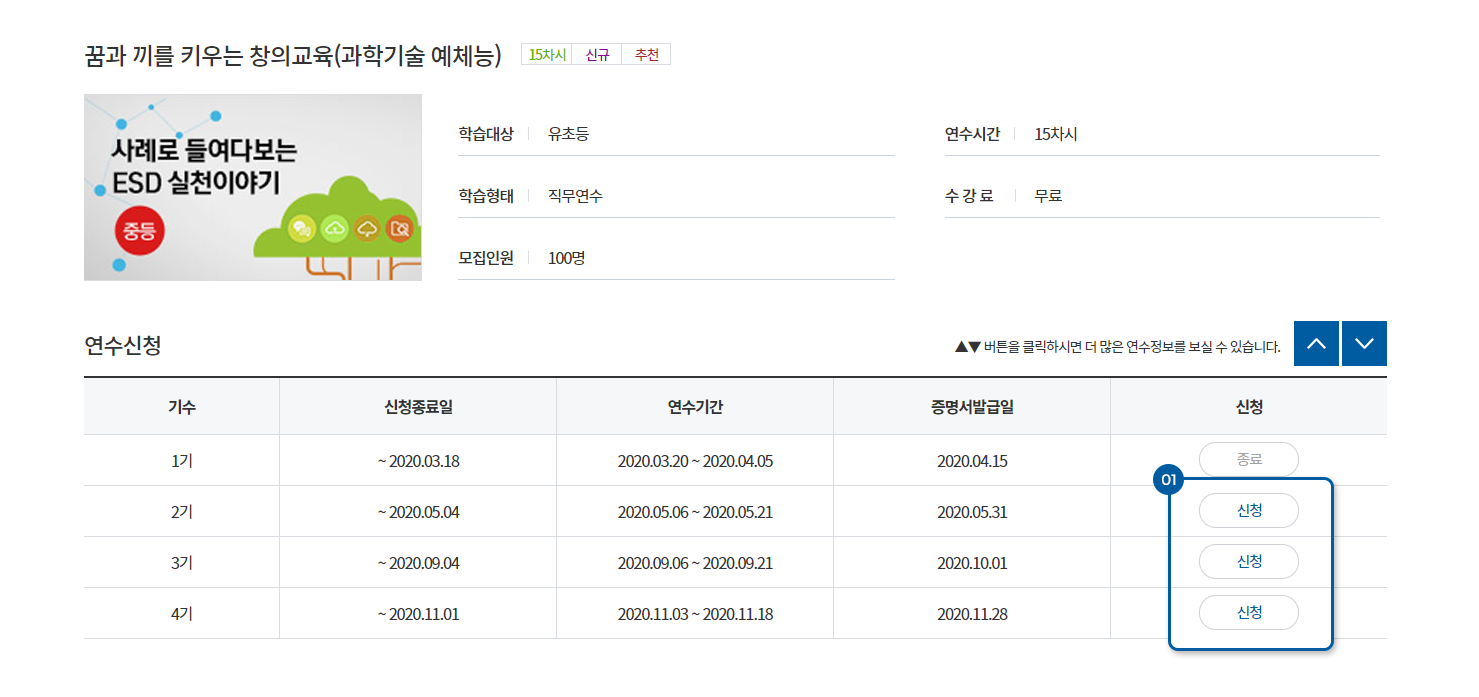 꿈과 끼를 키우는 창의교육(과학기술 예체능) 15차시 신규 추천
사례로 들여다보는
ESD 실천이야기
중등
학습대상 유초등 연수시간 15차시
학습형태 직무연수 수 강 료 무료
모집인원 100명
연수신청 ▲▼ 버튼을 클릭하시면 더 많은 연수정보를 보실 수 있습니다.
기수 신청종료일 연수기간 증명서발급일 신청
1기 ~ 2020.03.18 2020.03.20 ~ 2020.04.05 2020.04.15 종료
01
2기 ~ 2020.05.04 2020.05.06 ~ 2020.05.21 2020.05.31 신청
3기 ~ 2020.09.04 2020.09.06 ~ 2020.09.21 2020.10.01 신청
4기 ~ 2020.11.01 2020.11.03 ~ 2020.11.18 2020.11.28 신청